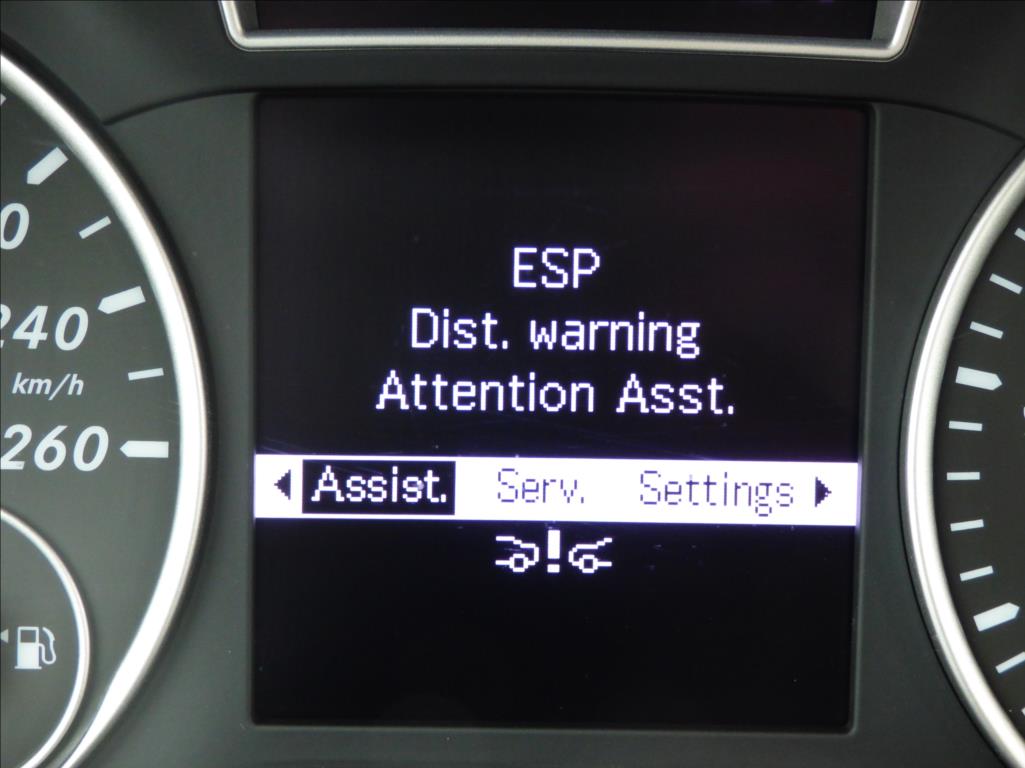 ESP
Dist. warning
Attention Asst.
Assist. Serv. Settings
240
km/h
260